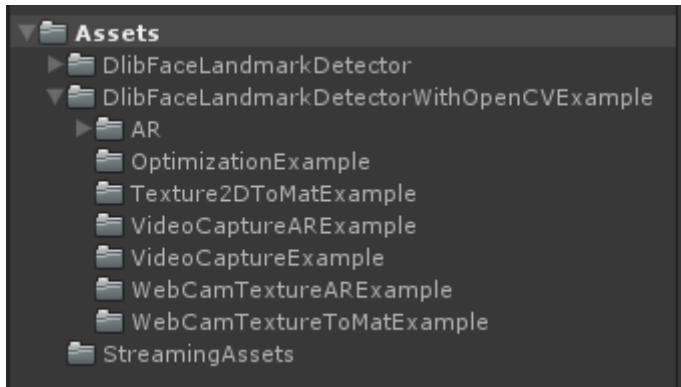 Assets
DlibFaceLandmarkDetector
DlibFaceLandmarkDetectorWithOpenCVExample
AR
OptimizationExample
Texture2DToMatExample
VideoCaptureARExample
VideoCaptureExample
WebCamTextureARExample
WebCamTextureToMatExample
StreamingAssets